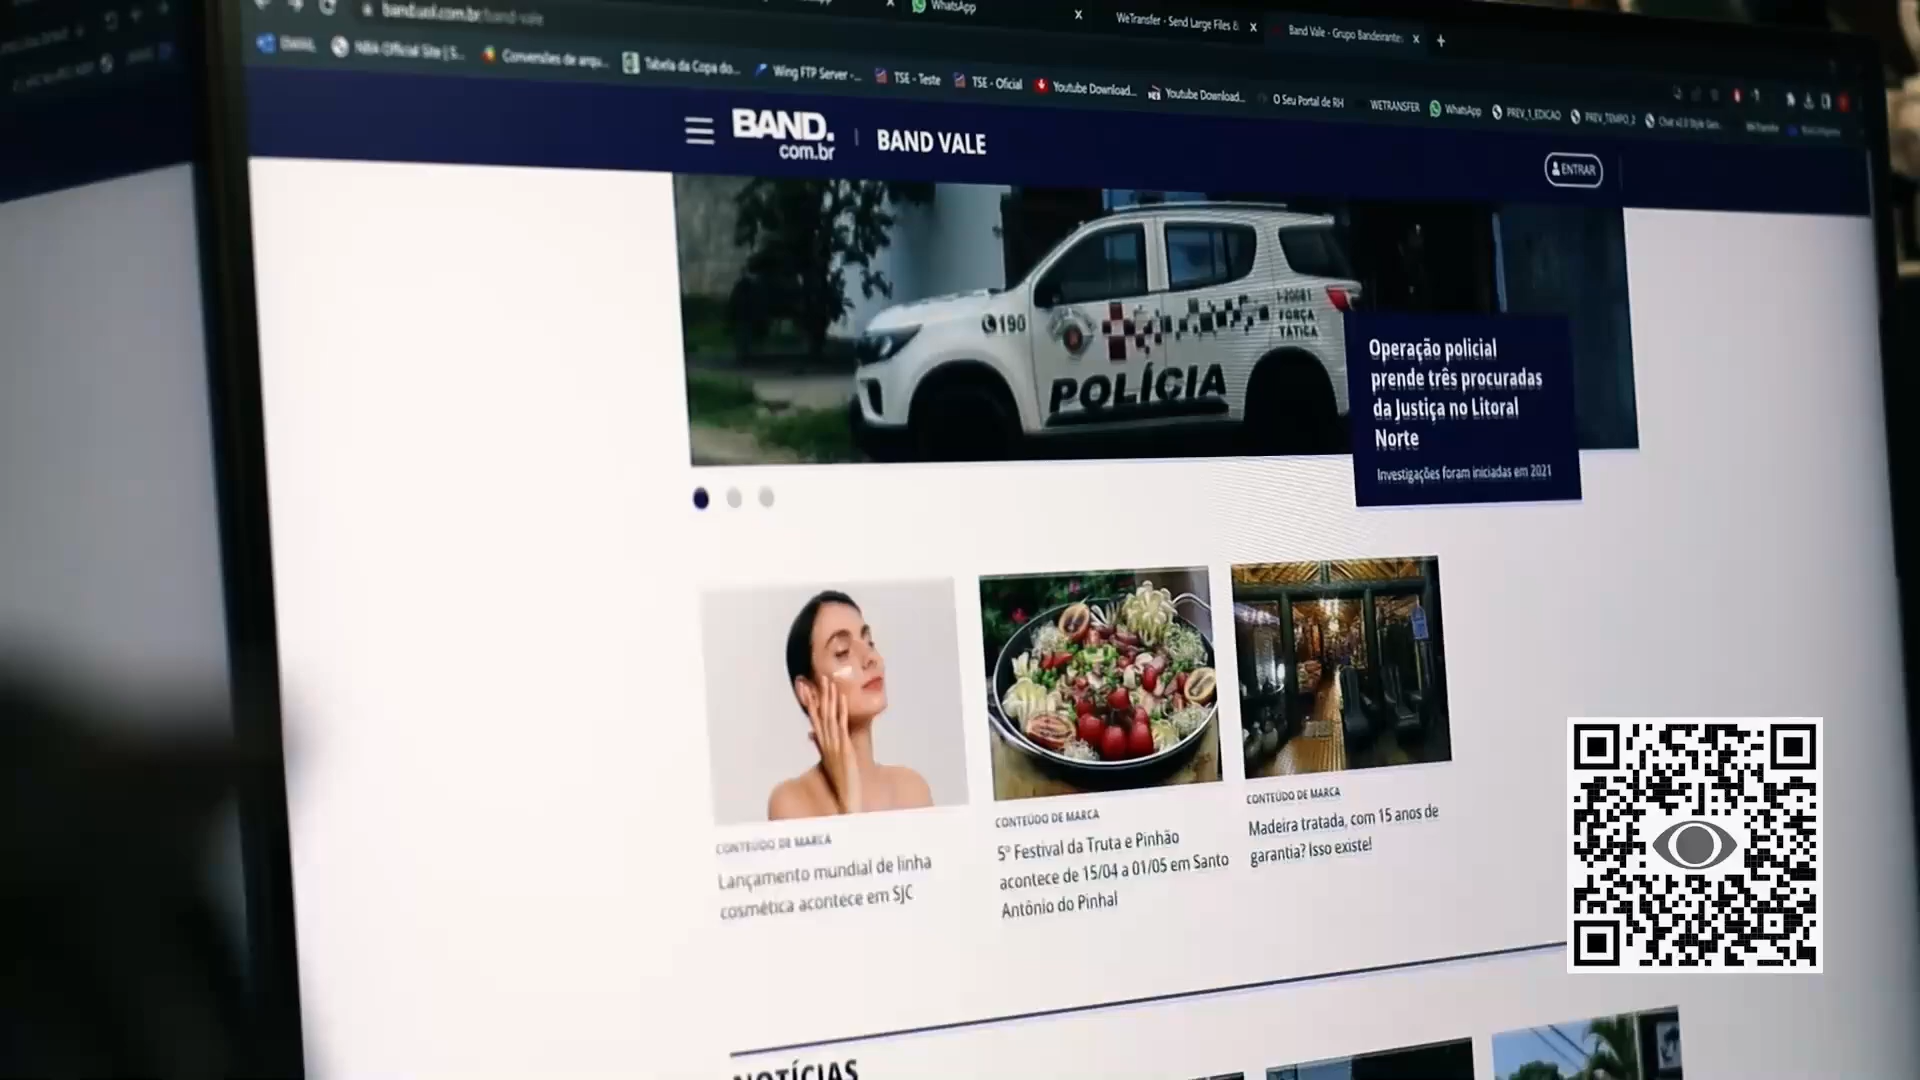 WhatsApp
WeTransfer - Send Large Files &
Band Vale - Grupo Bandeirantes
band.uol.com.br/band-vale
NBA Official Site | S...
Conversões de arqu...
Tabela da Copa do...
Wing FTP Server -...
TSE - Teste
TSE - Oficial
Youtube Download...
Youtube Download...
O Seu Portal de RH
WETRANSFER
WhatsApp
PREV_1_EDICAO
PREV_TEMPO_2
BAND.
com.br
BAND VALE
ENTRAR
190
POLÍCIA
FORÇA
TÁTICA
Operação policial
prende três procuradas
da Justiça no Litoral
Norte
Investigações foram iniciadas em 2021
CONTEÚDO DE MARCA
Lançamento mundial de linha
cosmética acontece em SJC
CONTEÚDO DE MARCA
5º Festival da Truta e Pinhão
acontece de 15/04 a 01/05 em Santo
Antônio do Pinhal
CONTEÚDO DE MARCA
Madeira tratada, com 15 anos de
garantia? Isso existe!
NOTÍCIAS